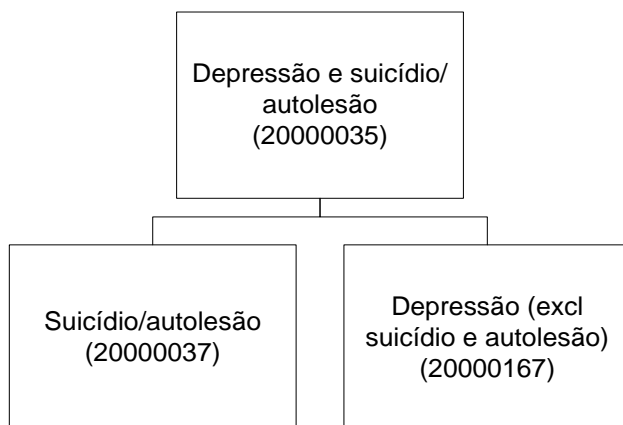 Depressão e suicídio/
autolesão
(20000035)
Suicídio/autolesão
(20000037)
Depressão (excl
suicídio e autolesão)
(20000167)